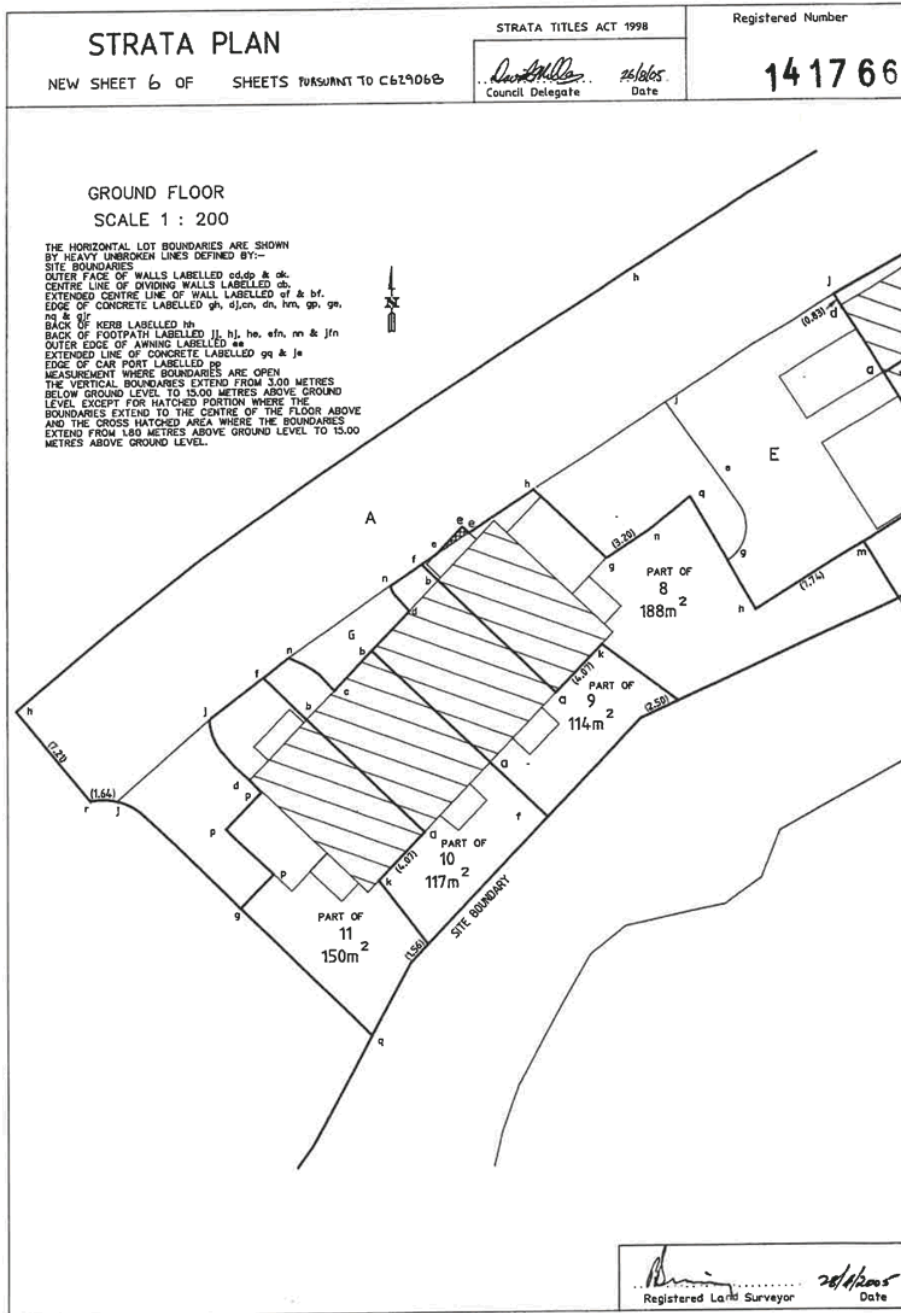 STRATA PLAN
NEW SHEET 6 OF SHEETS PURSUANT TO C629068
STRATA TITLES ACT 1998
Council Delegate
26/8/05
Date
Registered Number
141766
GROUND FLOOR
SCALE 1 : 200
THE HORIZONTAL LOT BOUNDARIES ARE SHOWN
BY HEAVY UNBROKEN LINES DEFINED BY:-
SITE BOUNDARIES
OUTER FACE OF WALLS LABELLED cd,dp & ak.
CENTRE LINE OF DIVIDING WALLS LABELLED ab.
EXTENDED CENTRE LINE OF WALL LABELLED af & bf.
EDGE OF CONCRETE LABELLED gh, dj,cn, dn, hm, gp, ge,
nq & gjr
BACK OF KERB LABELLED hh
BACK OF FOOTPATH LABELLED jj, hj, he, efn, nn & jfn
OUTER EDGE OF AWNING LABELLED ee
EXTENDED LINE OF CONCRETE LABELLED gq & je
EDGE OF CAR PORT LABELLED pp
MEASUREMENT WHERE BOUNDARIES ARE OPEN
THE VERTICAL BOUNDARIES EXTEND FROM 3.00 METRES
BELOW GROUND LEVEL TO 15.00 METRES ABOVE GROUND
LEVEL EXCEPT FOR HATCHED PORTION WHERE THE
BOUNDARIES EXTEND TO THE CENTRE OF THE FLOOR ABOVE
AND THE CROSS HATCHED AREA WHERE THE BOUNDARIES
EXTEND FROM 1.80 METRES ABOVE GROUND LEVEL TO 15.00
METRES ABOVE GROUND LEVEL.
N
h
j
(0.83)
d
a
j
E
e
h
q
A
e e
e
(3.20)
n
g
m
f
g
n
b
PART OF
8
188m²
h
(7.74)
d
G
b
k
n
(4.07)
f
c
a
PART OF
9
114m²
(2.50)
h
j
b
(7.21)
a
d
(1.64)
p
r
j
f
p
a
PART OF
10
117m²
(4.07)
p
k
SITE BOUNDARY
g
PART OF
11
150m²
(1.56)
q
Registered Land Surveyor
Date